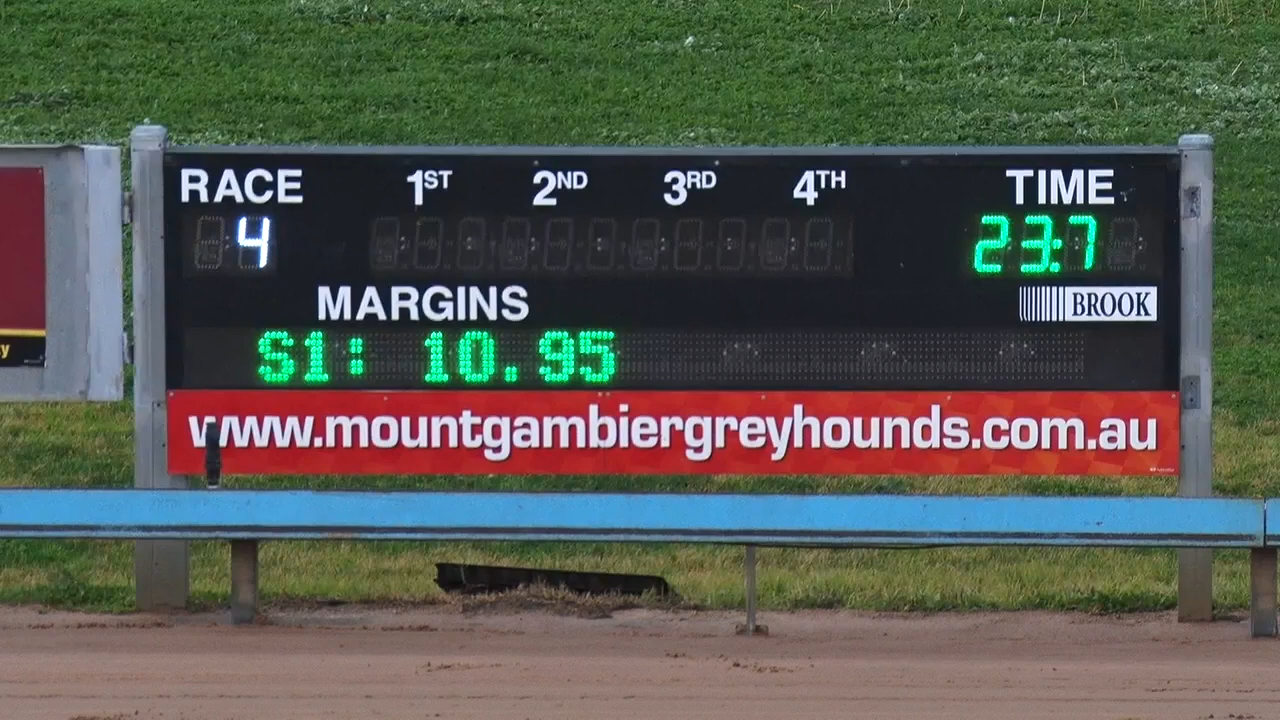 RACE 1ST 2ND 3RD 4TH TIME
4 23:7
MARGINS BROOK
S1: 10.95
www.mountgambiergreyhounds.com.au
y